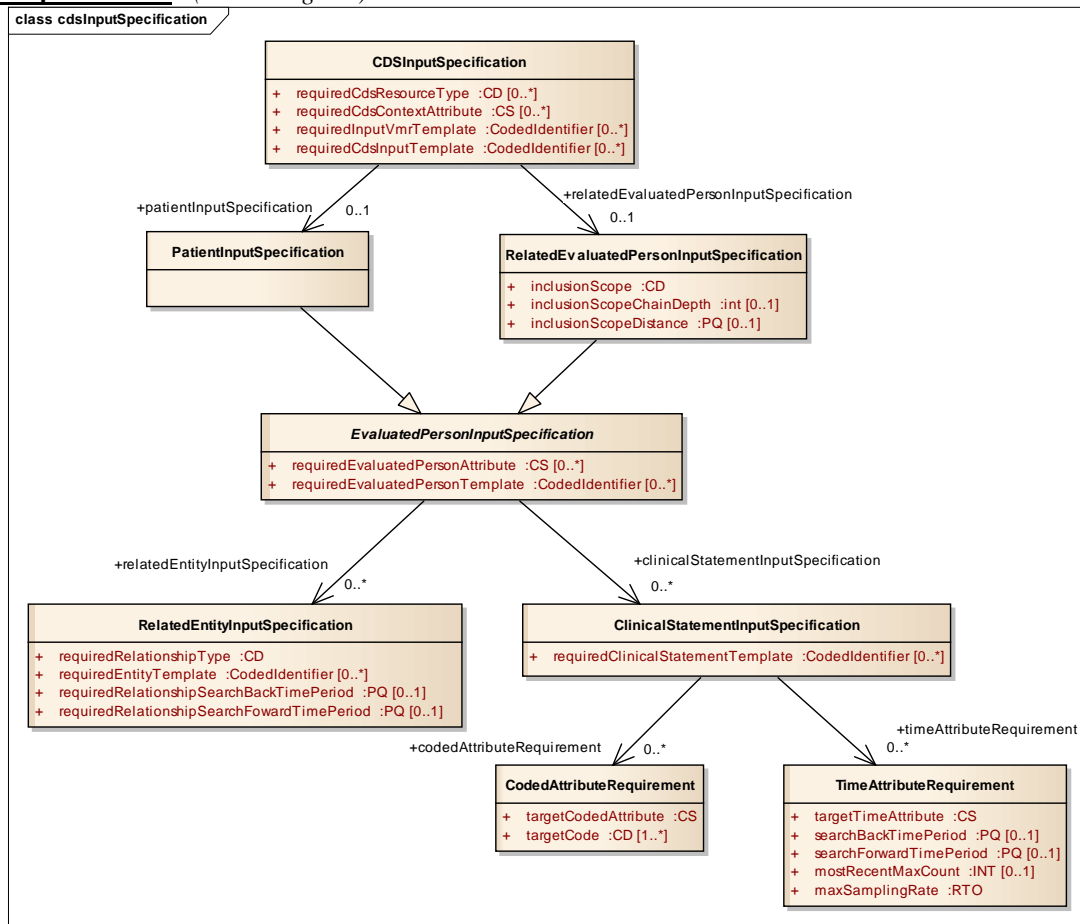 class cdsInputSpecification
CDSInputSpecification
+ requiredCdsResourceType :CD [0..*]
+ requiredCdsContextAttribute :CS [0..*]
+ requiredInputVmrTemplate :CodedIdentifier [0..*]
+ requiredCdsInputTemplate :CodedIdentifier [0..*]
+patientInputSpecification
0..1
+relatedEvaluatedPersonInputSpecification
0..1
PatientInputSpecification
RelatedEvaluatedPersonInputSpecification
+ inclusionScope :CD
+ inclusionScopeChainDepth :int [0..1]
+ inclusionScopeDistance :PQ [0..1]
EvaluatedPersonInputSpecification
+ requiredEvaluatedPersonAttribute :CS [0..*]
+ requiredEvaluatedPersonTemplate :CodedIdentifier [0..*]
+relatedEntityInputSpecification
0..*
+clinicalStatementInputSpecification
0..*
RelatedEntityInputSpecification
+ requiredRelationshipType :CD
+ requiredEntityTemplate :CodedIdentifier [0..*]
+ requiredRelationshipSearchBackTimePeriod :PQ [0..1]
+ requiredRelationshipSearchFowardTimePeriod :PQ [0..1]
ClinicalStatementInputSpecification
+ requiredClinicalStatementTemplate :CodedIdentifier [0..*]
+codedAttributeRequirement
0..*
+timeAttributeRequirement
0..*
CodedAttributeRequirement
+ targetCodedAttribute :CS
+ targetCode :CD [1..*]
TimeAttributeRequirement
+ targetTimeAttribute :CS
+ searchBackTimePeriod :PQ [0..1]
+ searchForwardTimePeriod :PQ [0..1]
+ mostRecentMaxCount :INT [0..1]
+ maxSamplingRate :RTO